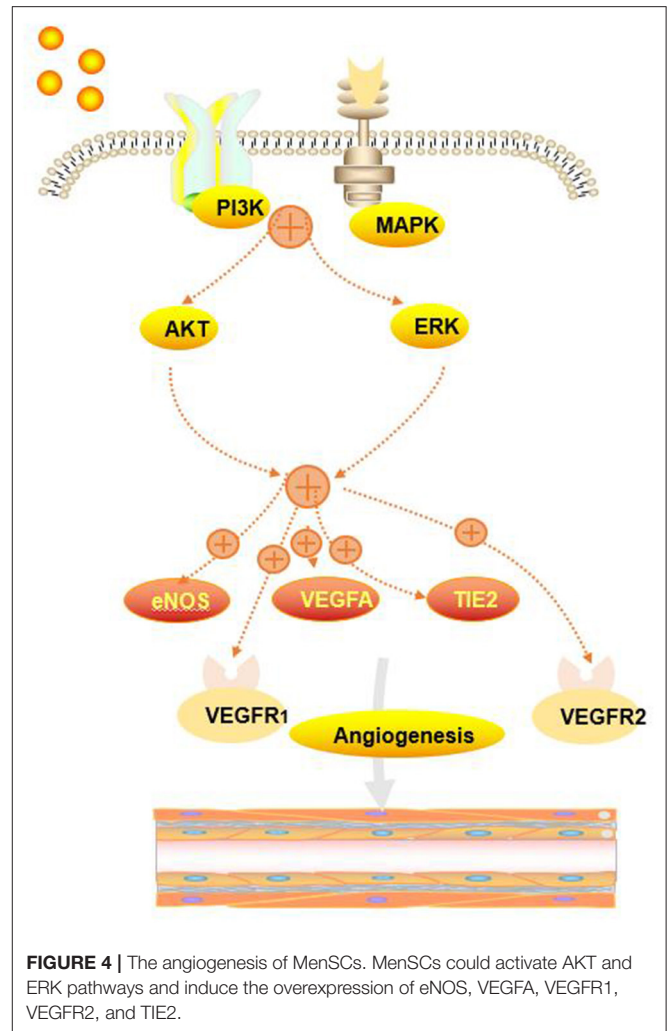 PI3K
MAPK
AKT
ERK
eNOS
VEGFA
TIE2
VEGFR1
VEGFR2
Angiogenesis
FIGURE 4 | The angiogenesis of MenSCs. MenSCs could activate AKT and
ERK pathways and induce the overexpression of eNOS, VEGFA, VEGFR1,
VEGFR2, and TIE2.